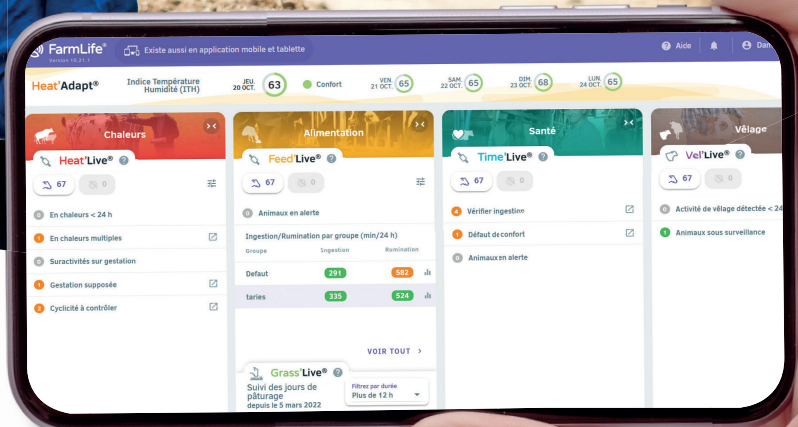 FarmLife®
Version 10.21.1
Existe aussi en application mobile et tablette
Aide
Heat'Adapt®
Indice Température
Humidité (ITH)
JEU.
20 OCT.
63
Confort
VEN.
21 OCT.
65
SAM.
22 OCT.
65
DIM.
23 OCT.
68
LUN.
24 OCT.
65
Chaleurs
Heat'Live®
67
0
0 En chaleurs < 24 h
1 En chaleurs multiples
0 Suractivités sur gestation
1 Gestation supposée
2 Cyclicité à contrôler
Alimentation
Feed'Live®
67
0
0 Animaux en alerte
Ingestion/Rumination par groupe (min/24 h)
Groupe Ingestion Rumination
Defaut 291 582
taries 335 524
VOIR TOUT >
Grass'Live®
Suivi des jours de
pâturage
depuis le 5 mars 2022
Filtrez par durée
Plus de 12 h
Santé
Time'Live®
67
0
4 Vérifier ingestion
1 Défaut de confort
0 Animaux en alerte
Vêlage
Vel'Live®
67
0
0 Activité de vêlage détectée < 24
1 Animaux sous surveillance